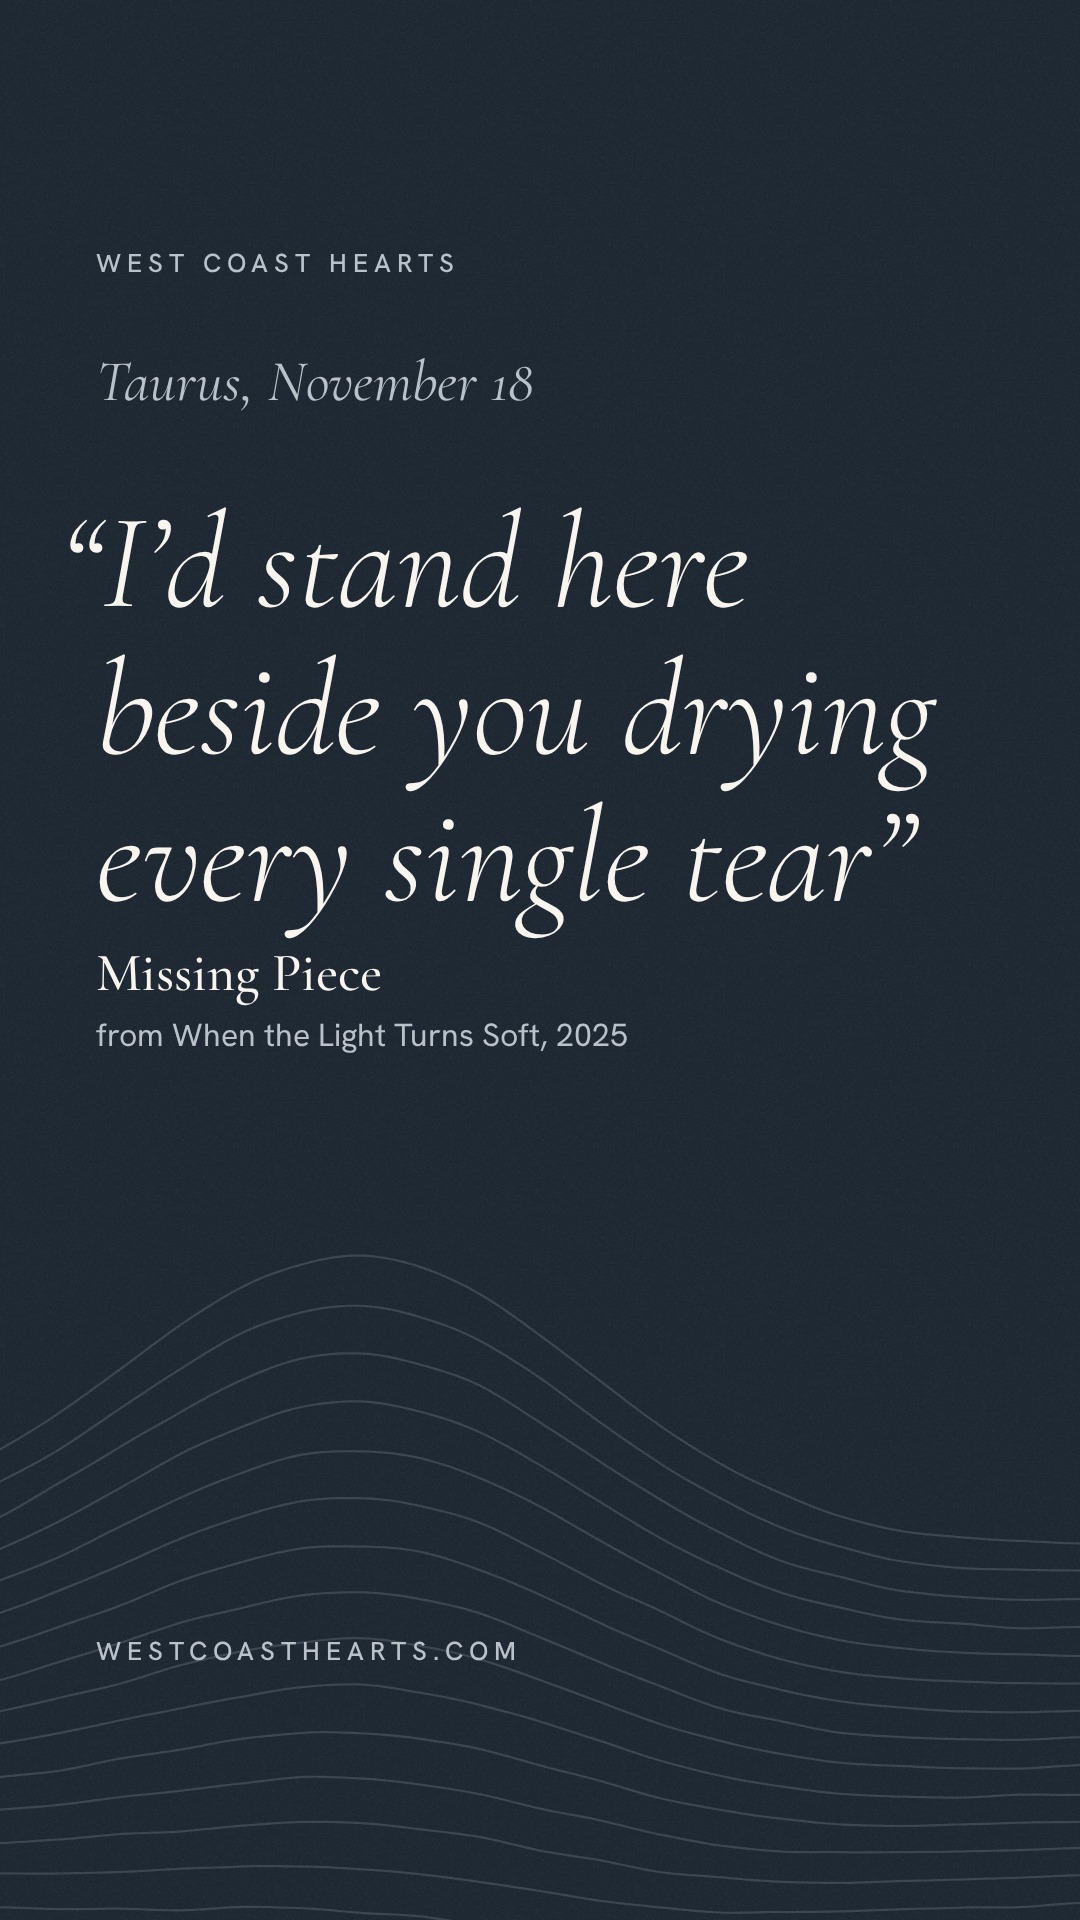 WEST COAST HEARTS
Taurus, November 18
“I’d stand here
beside you drying
every single tear”
Missing Piece
from When the Light Turns Soft, 2025
WESTCOASTHEARTS.COM